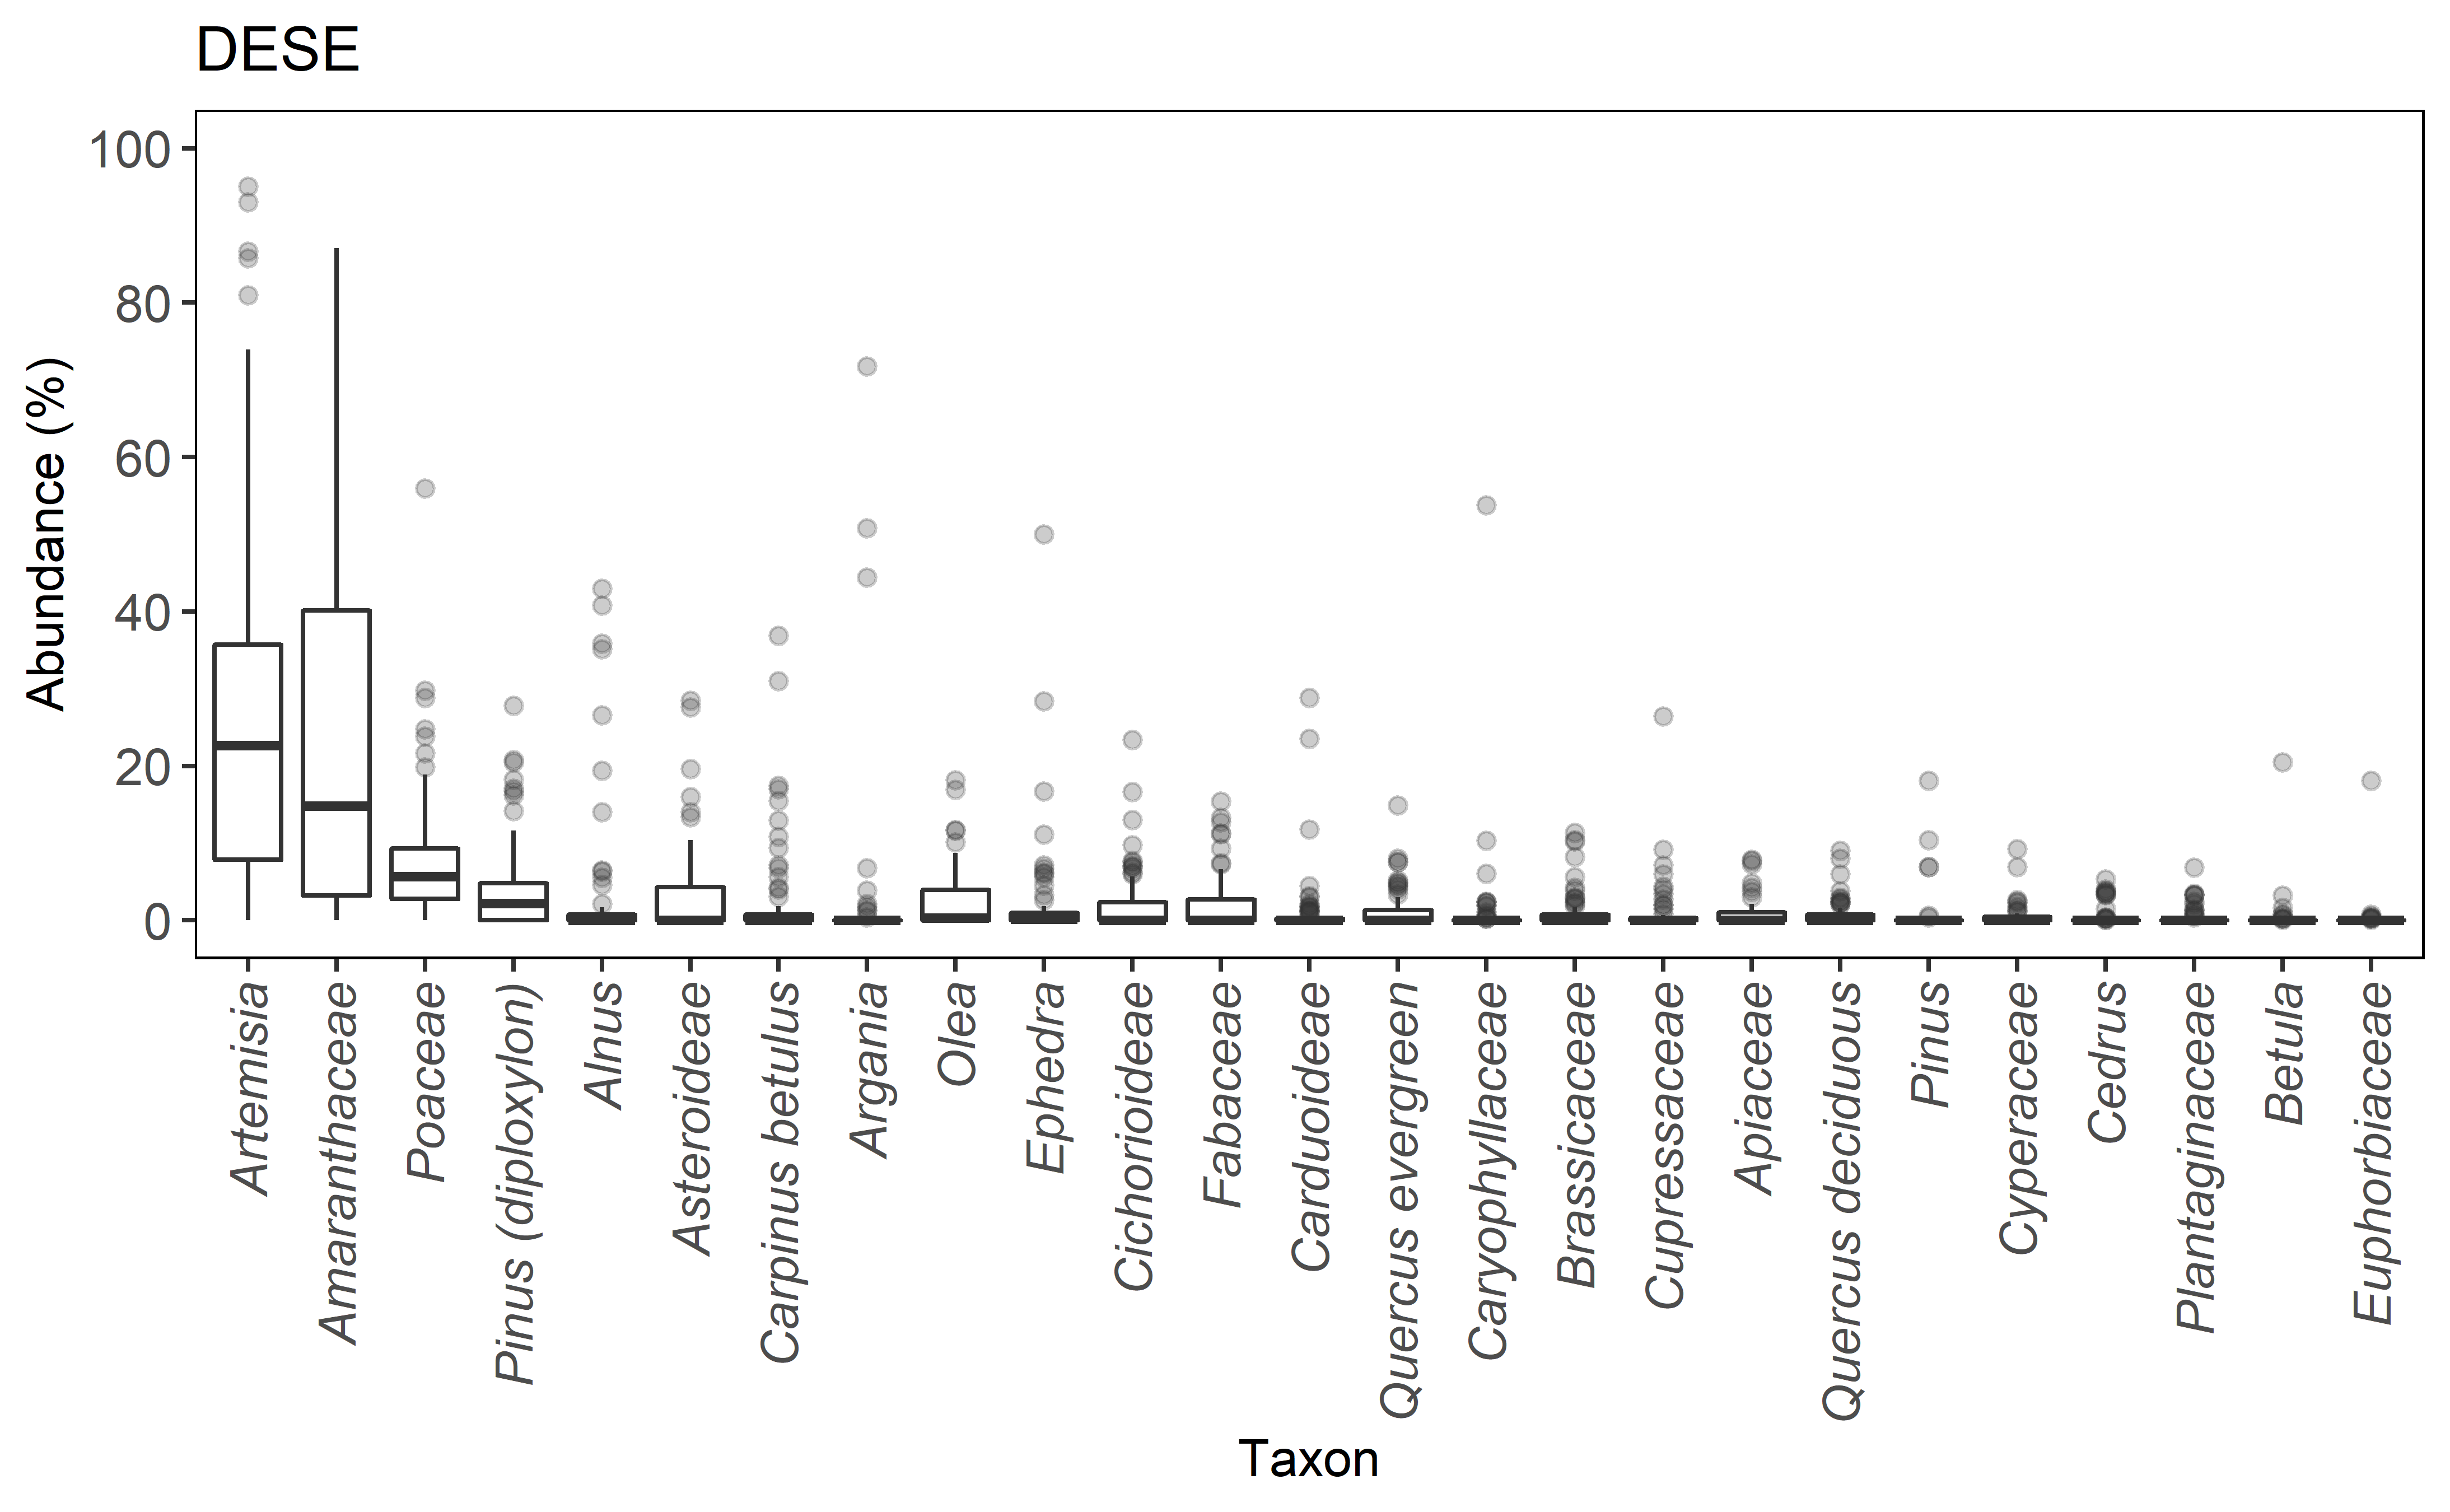 DESE
100
80
60
40
20
0
Abundance (%)
Artemisia
Amaranthaceae
Poaceae
Pinus (diploxylon)
Alnus
Asteroideae
Carpinus betulus
Argania
Olea
Ephedra
Cichorioideae
Fabaceae
Carduoideae
Quercus evergreen
Caryophyllaceae
Brassicaceae
Cupressaceae
Apiaceae
Quercus deciduous
Pinus
Cyperaceae
Cedrus
Plantaginaceae
Betula
Euphorbiaceae
Taxon